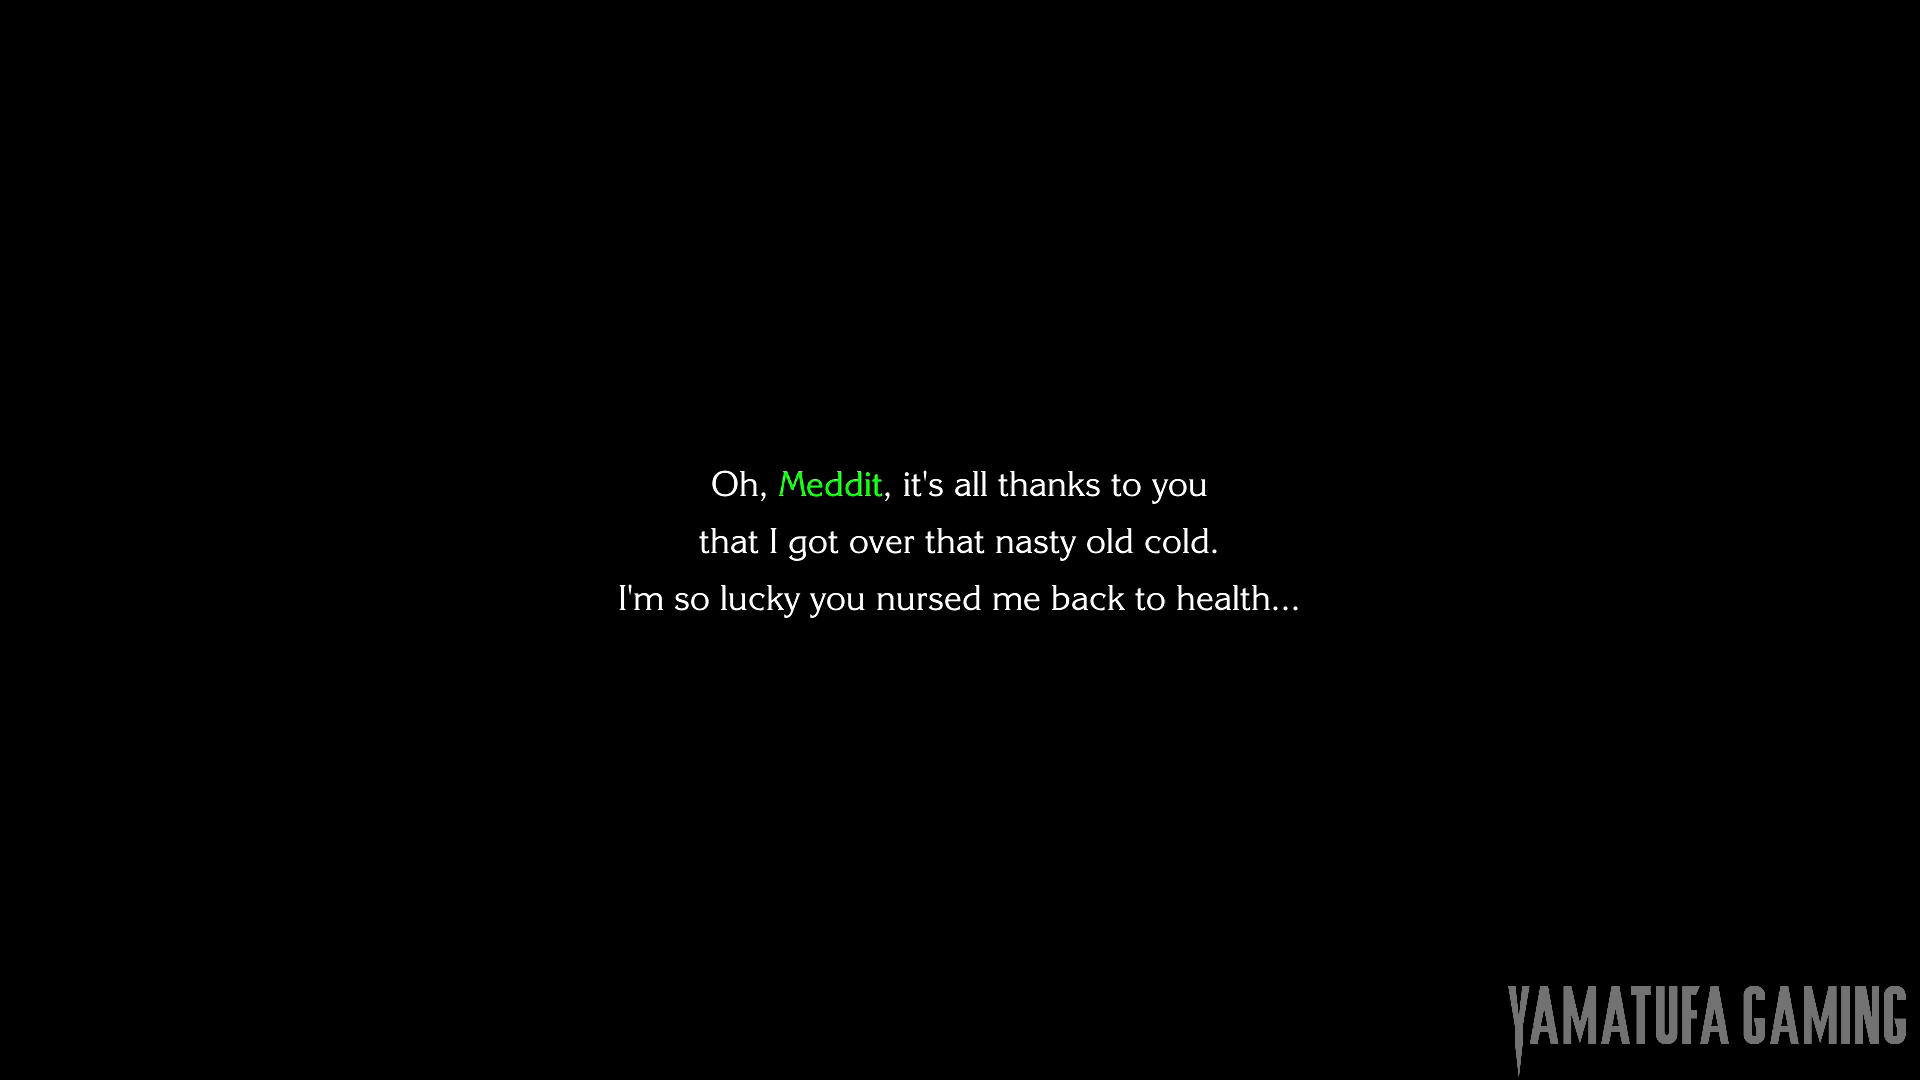 Oh, Meddit, it's all thanks to you
that I got over that nasty old cold.
I'm so lucky you nursed me back to health...
YAMATUFA GAMING